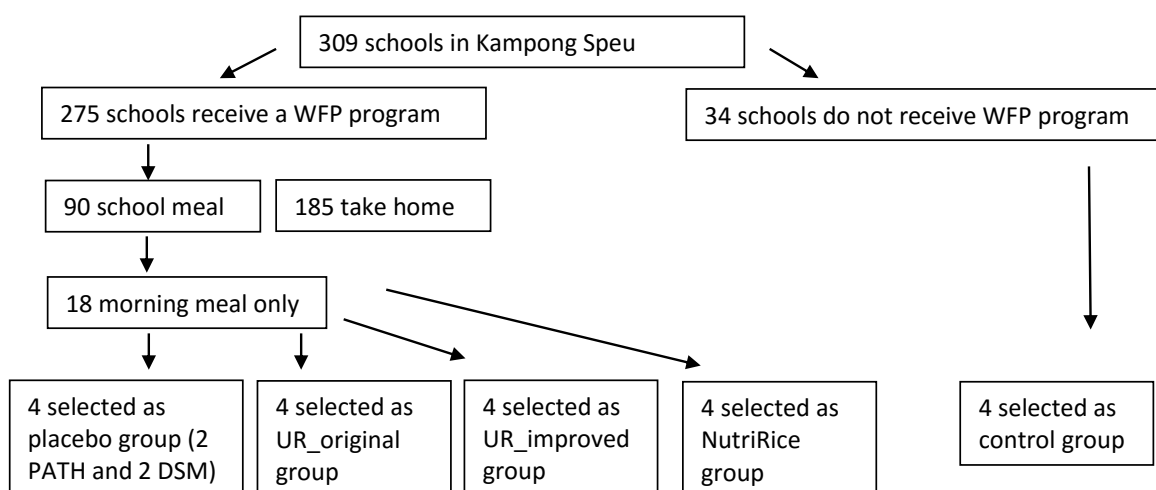 309 schools in Kampong Speu
275 schools receive a WFP program
34 schools do not receive WFP program
90 school meal
185 take home
18 morning meal only
4 selected as
placebo group (2
PATH and 2 DSM)
4 selected as
UR_original
group
4 selected as
UR_improved
group
4 selected as
NutriRice
group
4 selected as
control group